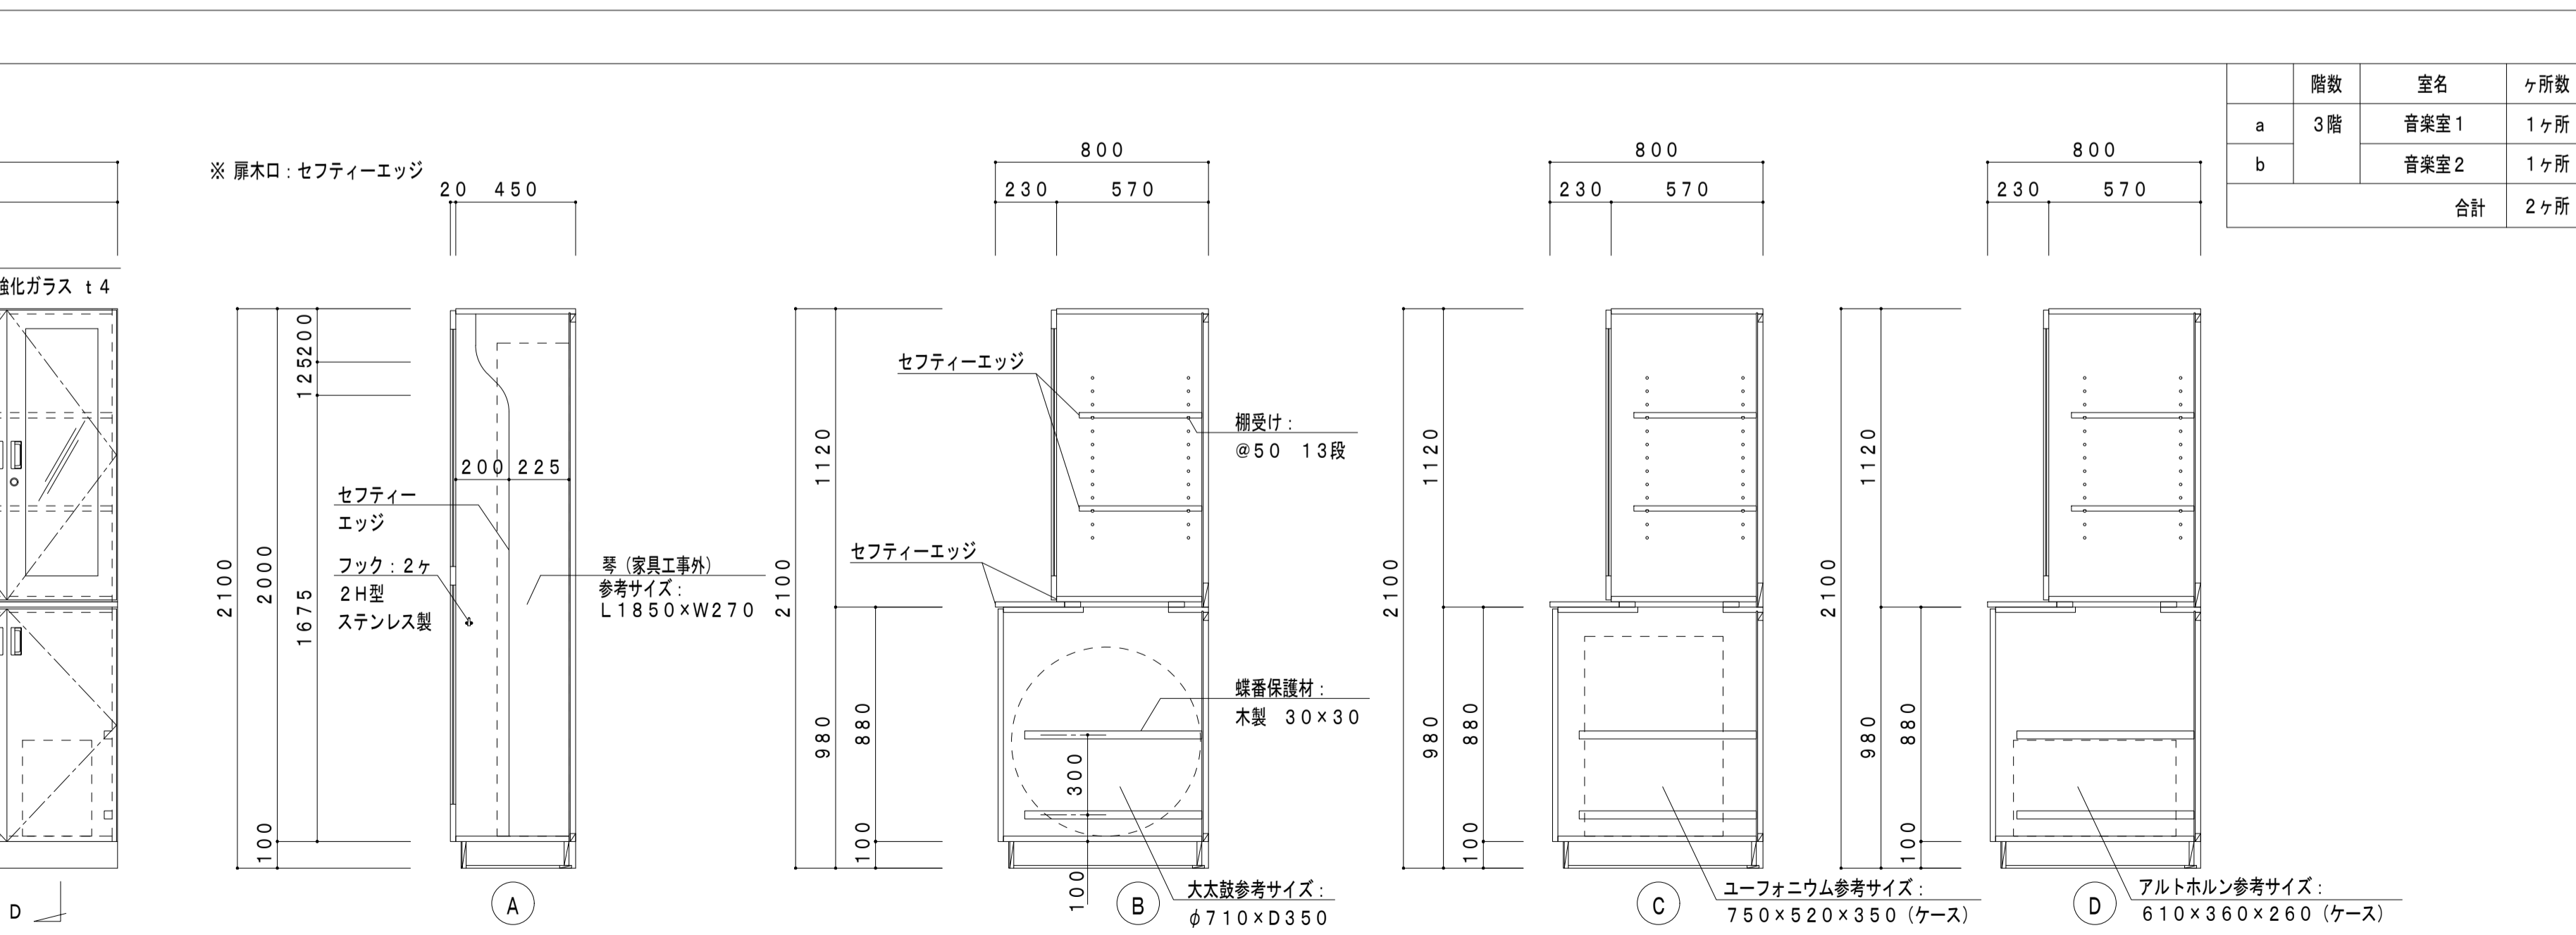 階数 室名 ヶ所数
a 3階 音楽室1 1ヶ所
b 音楽室2 1ヶ所
合計 2ヶ所
※ 扉木口：セフティーエッジ
強化ガラス t4
D
20 450
2100
2000
100
200
125
1675
200 225
セフティー
エッジ
フック：2ヶ
2H型
ステンレス製
琴（家具工事外）
参考サイズ：
L1850×W270
A
800
230 570
2100
1120
980
880
100
セフティーエッジ
棚受け：
@50 13段
セフティーエッジ
蝶番保護材：
木製 30×30
300
100
大太鼓参考サイズ：
φ710×D350
B
800
230 570
2100
1120
980
880
100
ユーフォニウム参考サイズ：
750×520×350（ケース）
C
800
230 570
2100
1120
980
880
100
アルトホルン参考サイズ：
610×360×260（ケース）
D